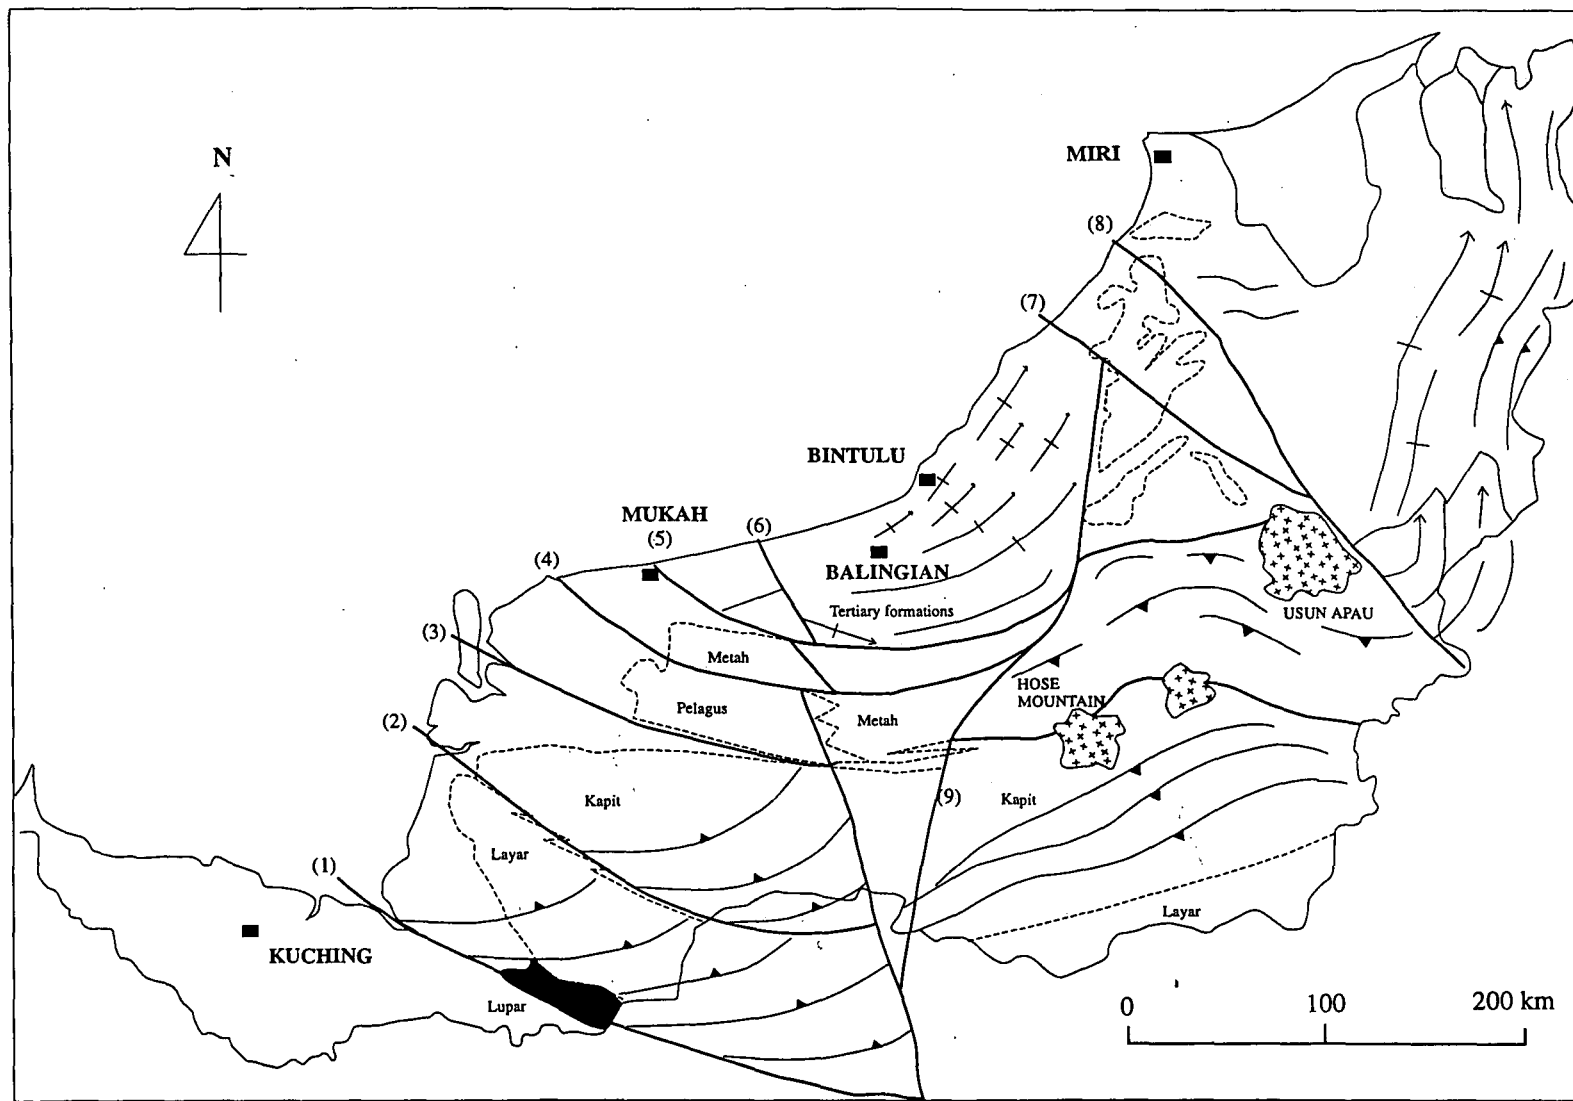 N
MIRI
(8)
(7)
BINTULU
MUKAH
(5)
(6)
(4)
BALINGIAN
Tertiary formations
USUN APAU
(3)
Metah
HOSE
MOUNTAIN
Pelagus
Metah
(2)
Kapit
(9)
Kapit
Layar
(1)
Layar
KUCHING
Lupar
0
100
200 km